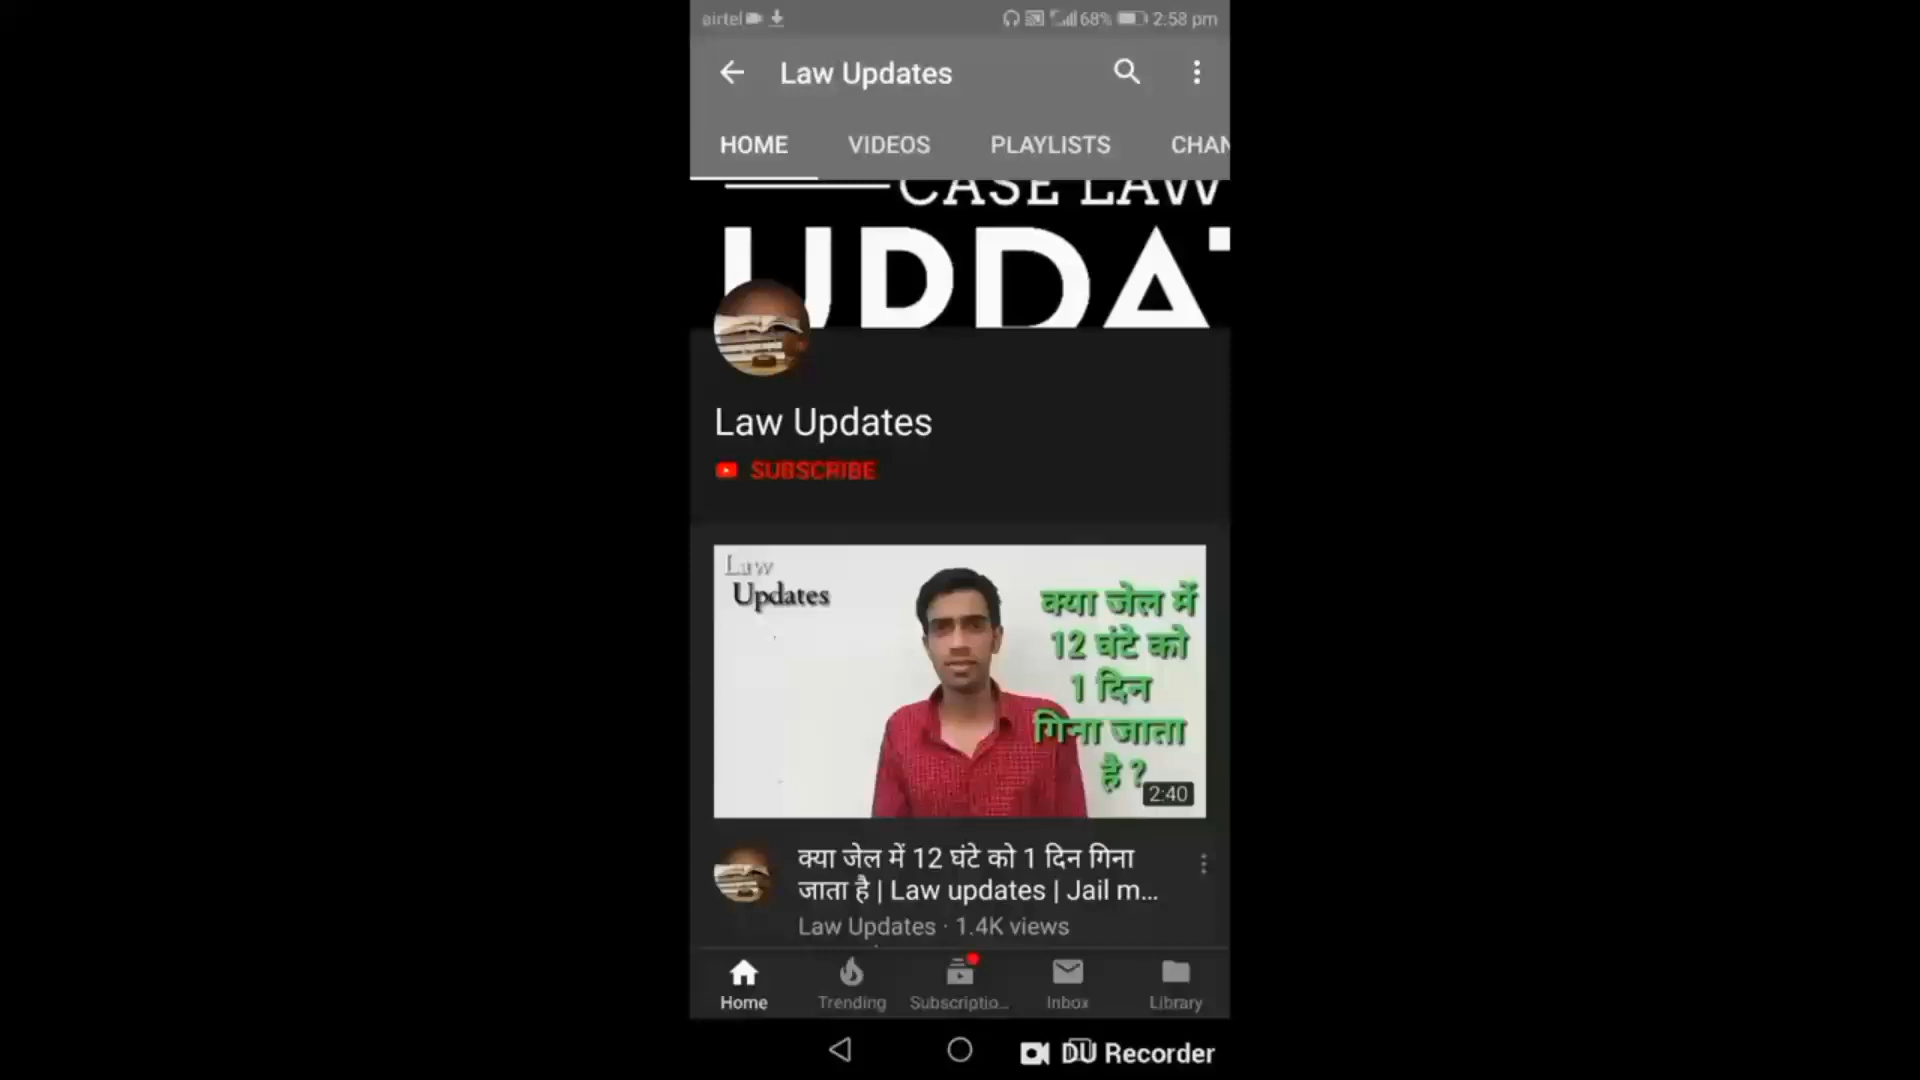 airtel 68% 2:58 pm
Law Updates
HOME VIDEOS PLAYLISTS CHAN
CASE LAW
UPDAT
Law Updates
SUBSCRIBE
Law
Updates
क्या जेल में
12 घंटे को
1 दिन
गिना जाता
है ?
2:40
क्या जेल में 12 घंटे को 1 दिन गिना
जाता है | Law updates | Jail m...
Law Updates · 1.4K views
Home Trending Subscriptio... Inbox Library
DU Recorder